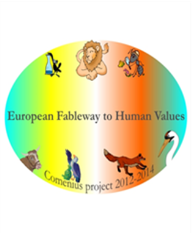 European Fableway to Human Values
Comenius project 2012-2014